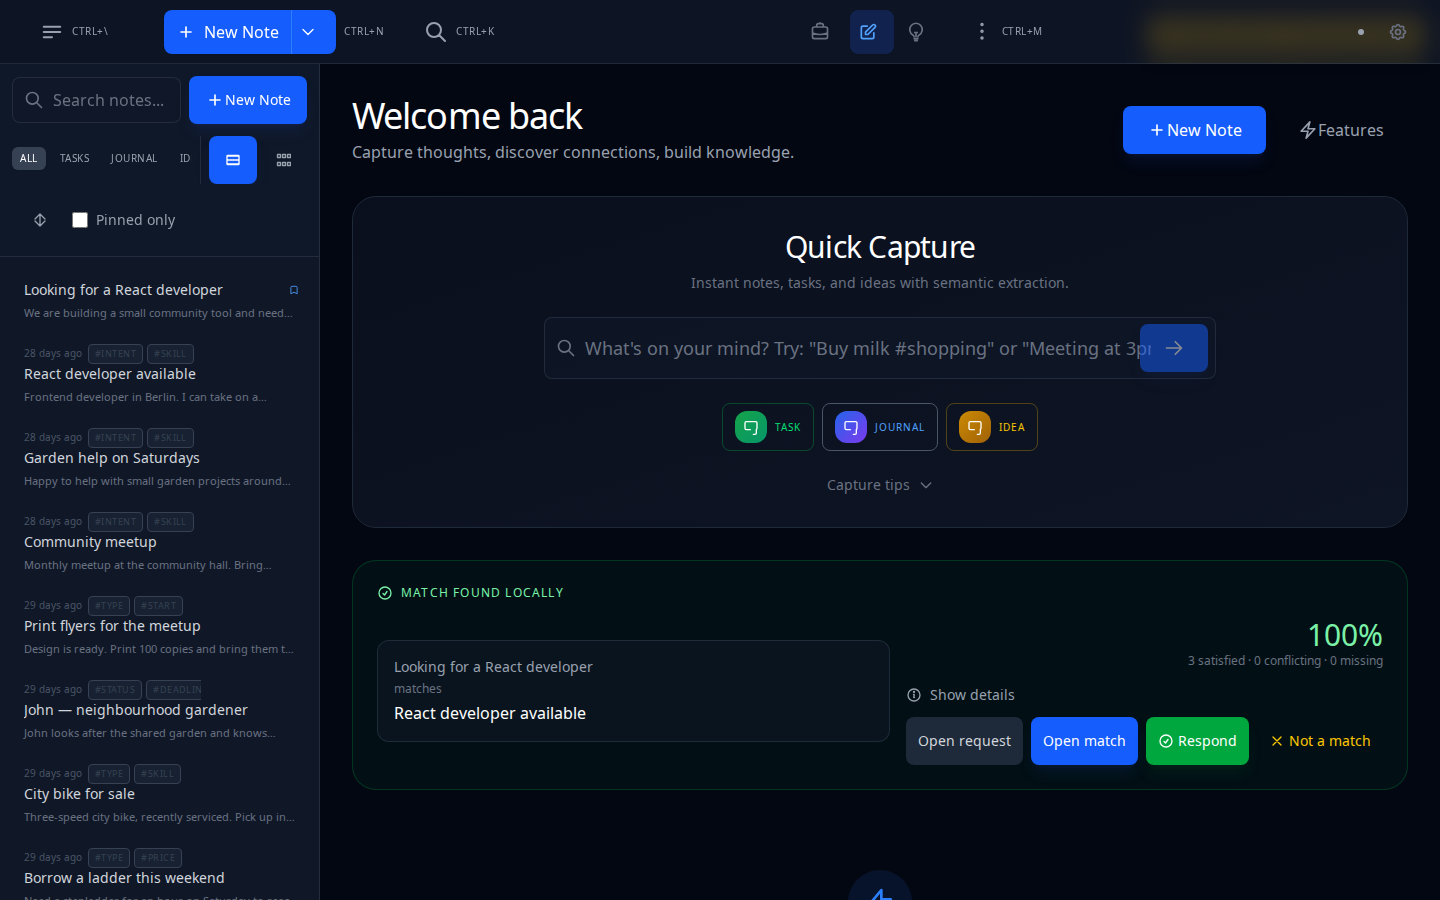 CTRL+\
New Note
CTRL+N
CTRL+K
CTRL+M
Search notes...
New Note
ALL
TASKS
JOURNAL
ID
Pinned only
Looking for a React developer
We are building a small community tool and need...
28 days ago #INTENT #SKILL
React developer available
Frontend developer in Berlin. I can take on a...
28 days ago #INTENT #SKILL
Garden help on Saturdays
Happy to help with small garden projects around...
28 days ago #INTENT #SKILL
Community meetup
Monthly meetup at the community hall. Bring...
29 days ago #TYPE #START
Print flyers for the meetup
Design is ready. Print 100 copies and bring them t...
29 days ago #STATUS #DEADLIN
John — neighbourhood gardener
John looks after the shared garden and knows...
29 days ago #TYPE #SKILL
City bike for sale
Three-speed city bike, recently serviced. Pick up in...
29 days ago #TYPE #PRICE
Borrow a ladder this weekend
Welcome back
Capture thoughts, discover connections, build knowledge.
New Note
Features
Quick Capture
Instant notes, tasks, and ideas with semantic extraction.
What's on your mind? Try: "Buy milk #shopping" or "Meeting at 3p
TASK
JOURNAL
IDEA
Capture tips
MATCH FOUND LOCALLY
Looking for a React developer
matches
React developer available
100%
3 satisfied · 0 conflicting · 0 missing
Show details
Open request
Open match
Respond
Not a match